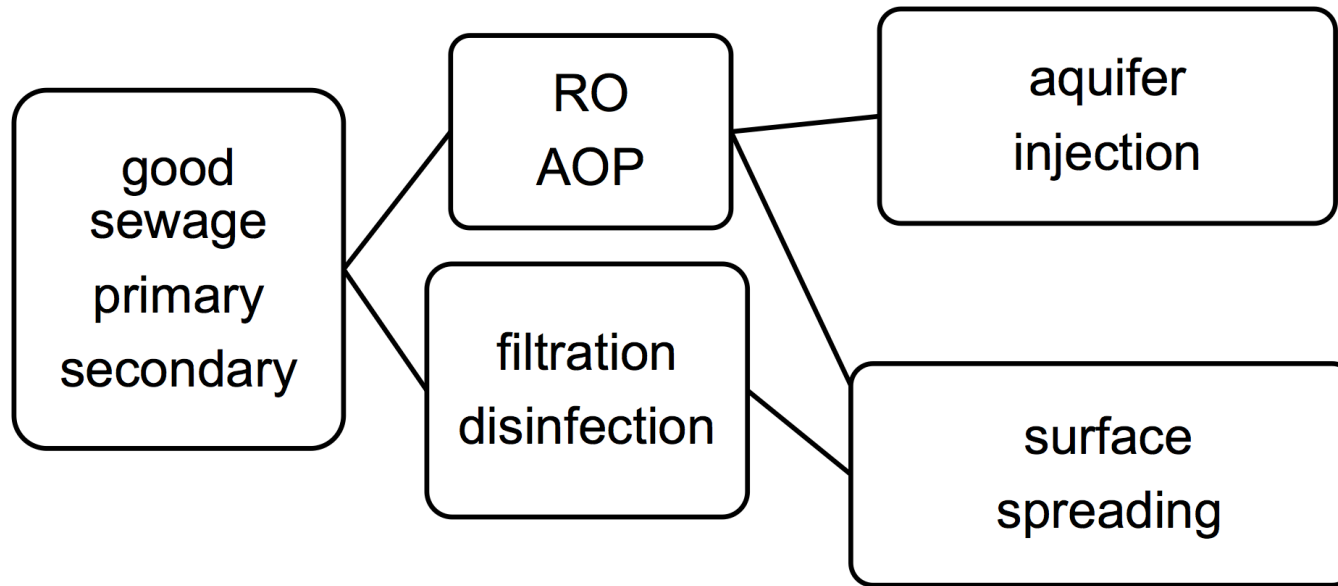 good
sewage
primary
secondary
RO
AOP
filtration
disinfection
aquifer
injection
surface
spreading